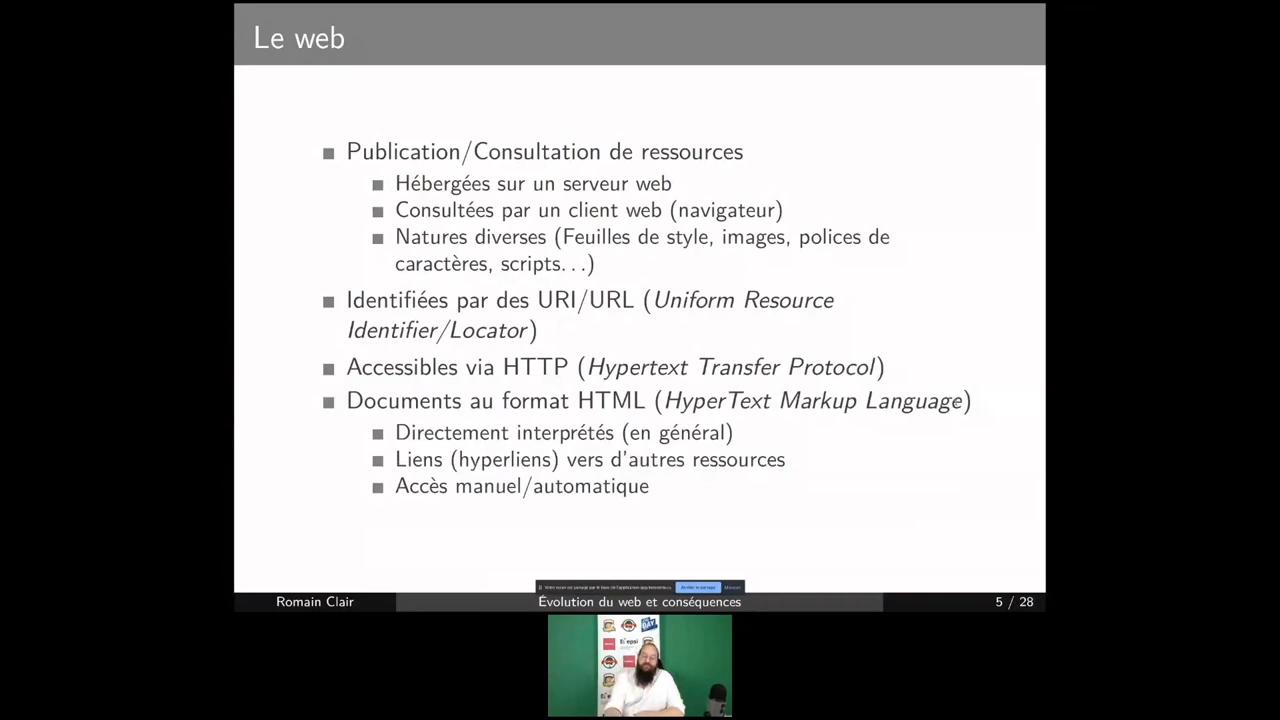 Le web
Publication/Consultation de ressources
Hébergées sur un serveur web
Consultées par un client web (navigateur)
Natures diverses (Feuilles de style, images, polices de
caractères, scripts...)
Identifiées par des URI/URL (Uniform Resource
Identifier/Locator)
Accessibles via HTTP (Hypertext Transfer Protocol)
Documents au format HTML (HyperText Markup Language)
Directement interprétés (en général)
Liens (hyperliens) vers d'autres ressources
Accès manuel/automatique
Romain Clair
Évolution du web et conséquences
5 / 28
epsi